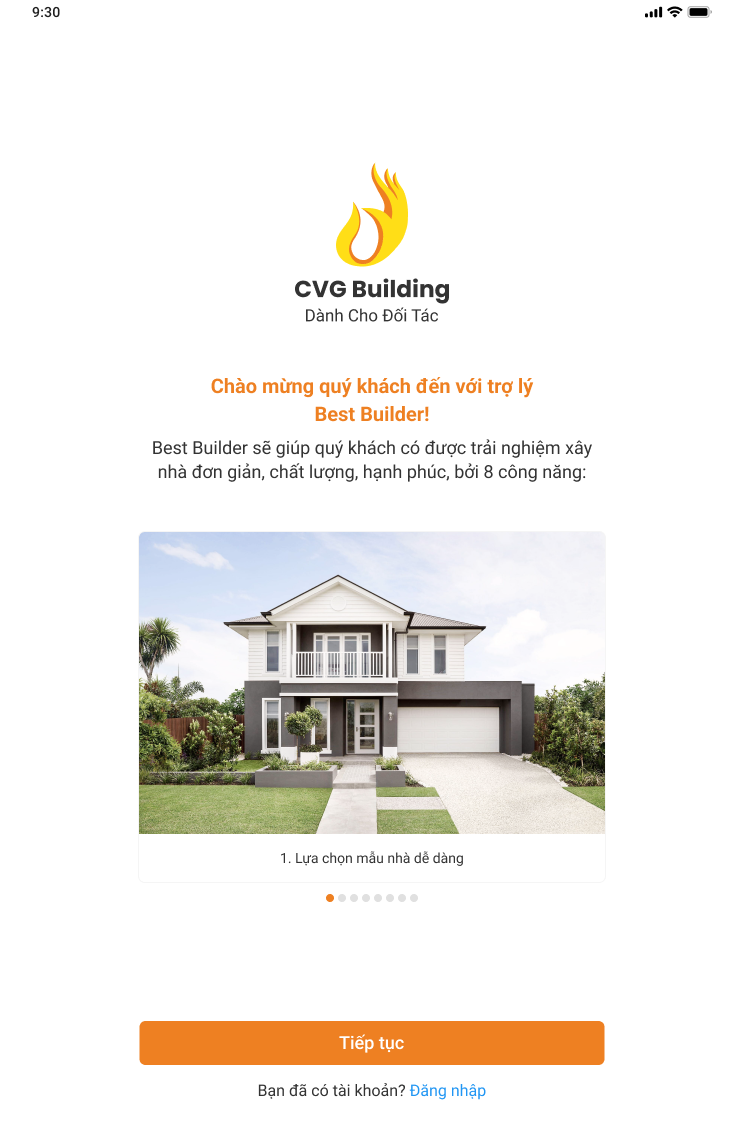 9:30
CVG Building
Dành Cho Đối Tác
Chào mừng quý khách đến với trợ lý
Best Builder!
Best Builder sẽ giúp quý khách có được trải nghiệm xây
nhà đơn giản, chất lượng, hạnh phúc, bởi 8 công năng:
1. Lựa chọn mẫu nhà dễ dàng
Tiếp tục
Bạn đã có tài khoản? Đăng nhập